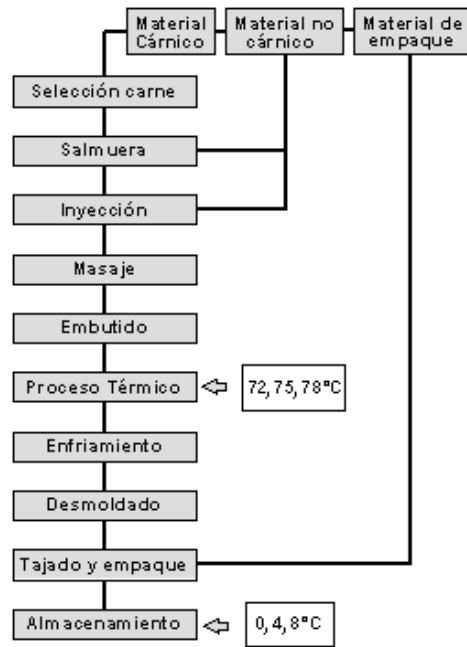 Material
Cárnico
Material no
cárnico
Material de
empaque
Selección carne
Salmuera
Inyección
Masaje
Embutido
Proceso Térmico
72,75,78°C
Enfriamiento
Desmoldado
Tajado y empaque
Almacenamiento
0,4,8°C